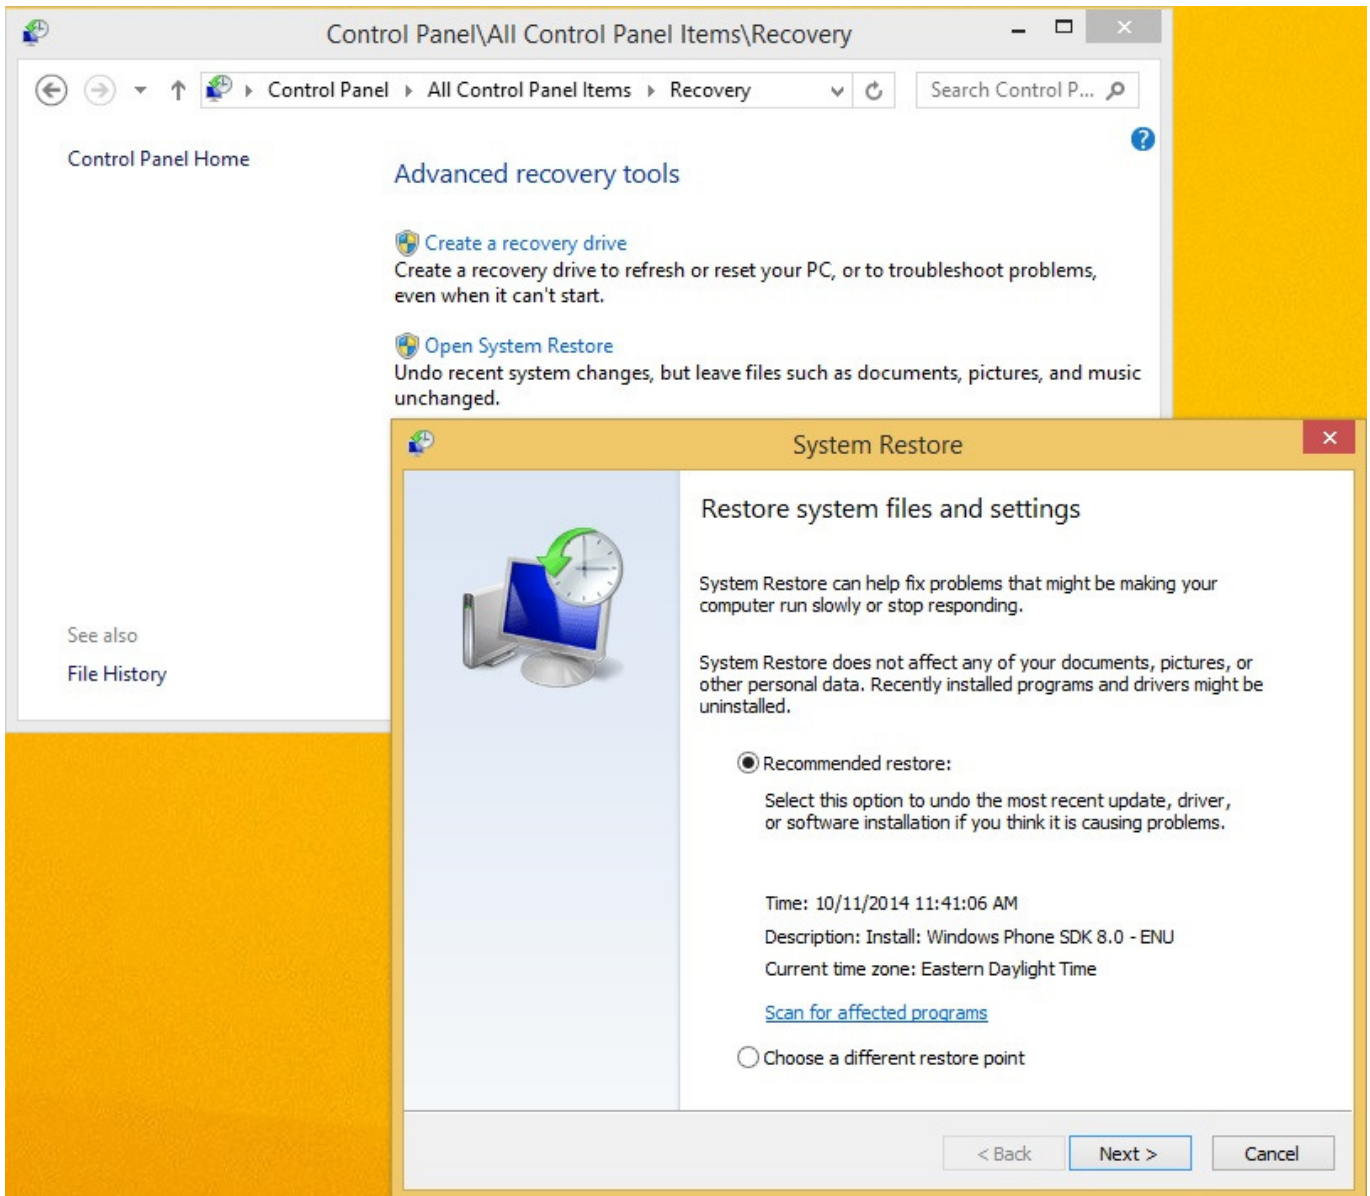 Control Panel\All Control Panel Items\Recovery
Control Panel All Control Panel Items Recovery
Search Control P...
Control Panel Home
Advanced recovery tools
Create a recovery drive
Create a recovery drive to refresh or reset your PC, or to troubleshoot problems,
even when it can't start.
Open System Restore
Undo recent system changes, but leave files such as documents, pictures, and music
unchanged.
See also
File History
System Restore
Restore system files and settings
System Restore can help fix problems that might be making your
computer run slowly or stop responding.
System Restore does not affect any of your documents, pictures, or
other personal data. Recently installed programs and drivers might be
uninstalled.
Recommended restore:
Select this option to undo the most recent update, driver,
or software installation if you think it is causing problems.
Time: 10/11/2014 11:41:06 AM
Description: Install: Windows Phone SDK 8.0 - ENU
Current time zone: Eastern Daylight Time
Scan for affected programs
Choose a different restore point
< Back Next > Cancel